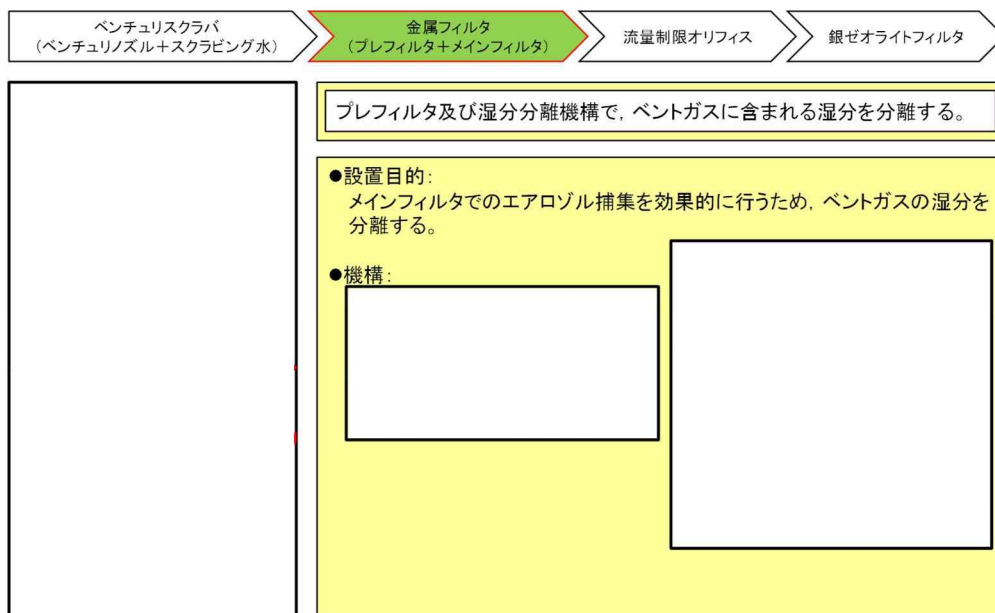 ベンチュリスクラバ
（ベンチュリノズル＋スクラビング水）
金属フィルタ
（プレフィルタ＋メインフィルタ）
流量制限オリフィス
銀ゼオライトフィルタ
プレフィルタ及び湿分分離機構で，ベントガスに含まれる湿分を分離する。
●設置目的：
メインフィルタでのエアロゾル捕集を効果的に行うため，ベントガスの湿分を
分離する。
●機構：